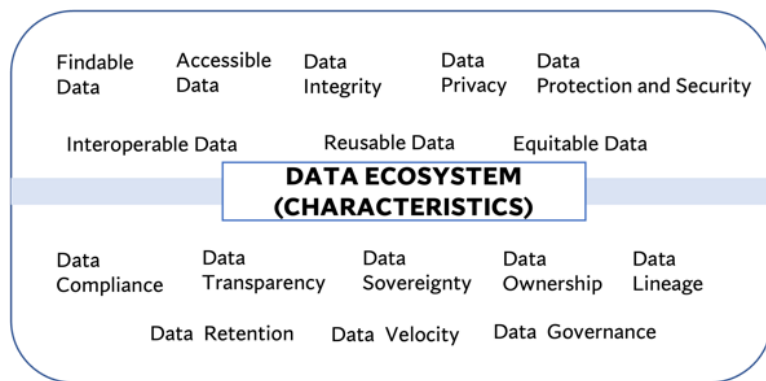 Findable Data
Accessible Data
Data Integrity
Data Privacy
Data Protection and Security
Interoperable Data
Reusable Data
Equitable Data
DATA ECOSYSTEM
(CHARACTERISTICS)
Data Compliance
Data Transparency
Data Sovereignty
Data Ownership
Data Lineage
Data Retention
Data Velocity
Data Governance